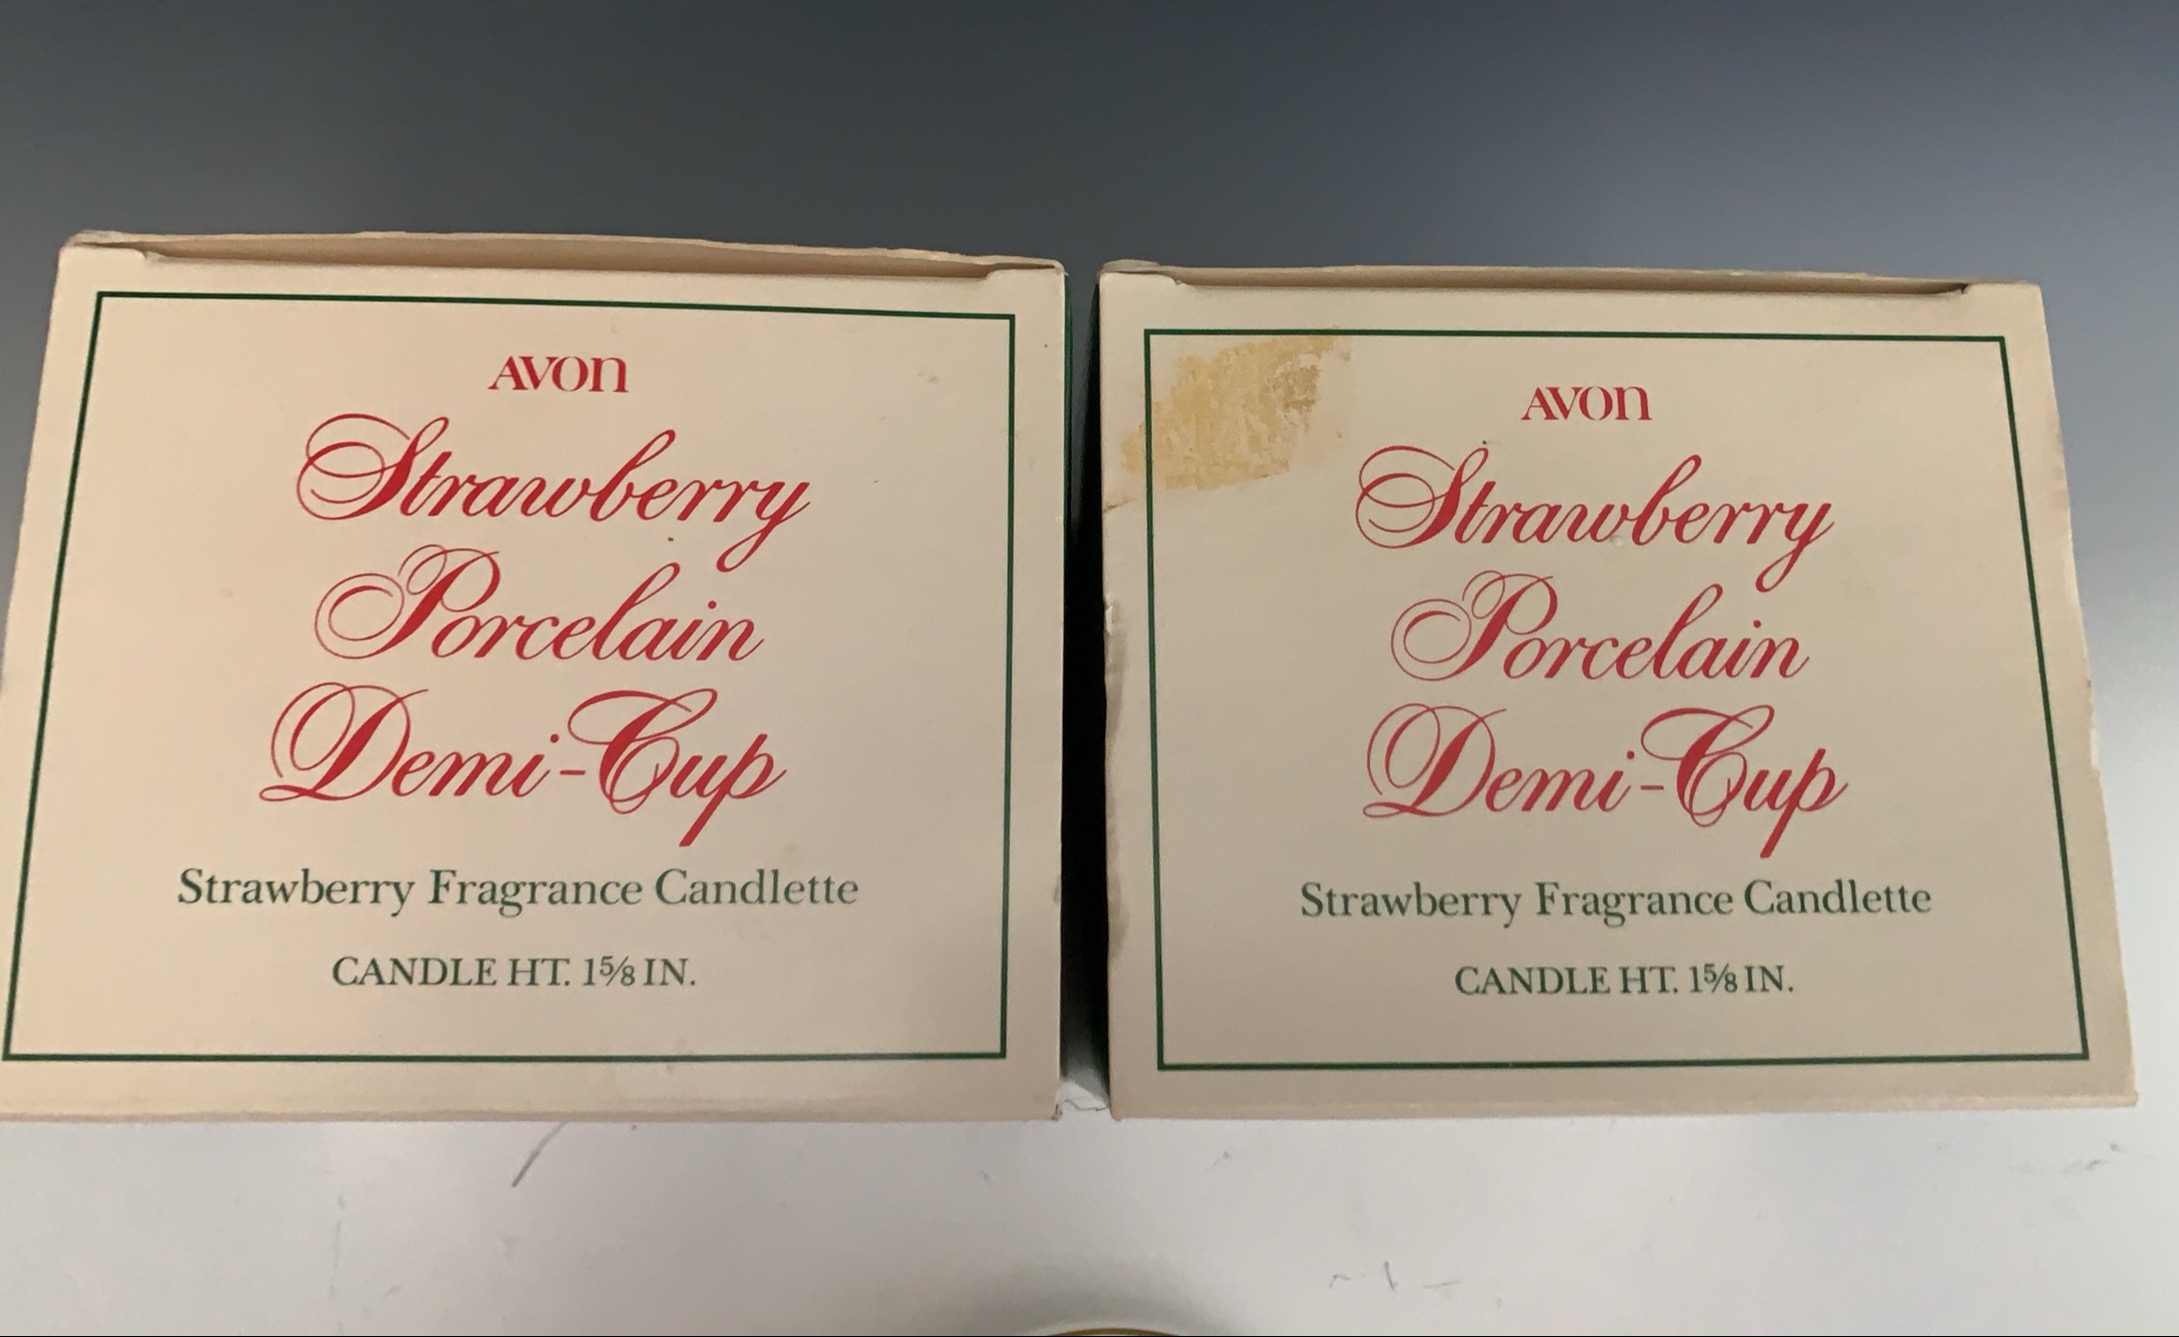 AVON
Strawberry
Porcelain
Demi-Cup
Strawberry Fragrance Candlette
CANDLE HT. 1⅝ IN.
AVON
Strawberry
Porcelain
Demi-Cup
Strawberry Fragrance Candlette
CANDLE HT. 1⅝ IN.